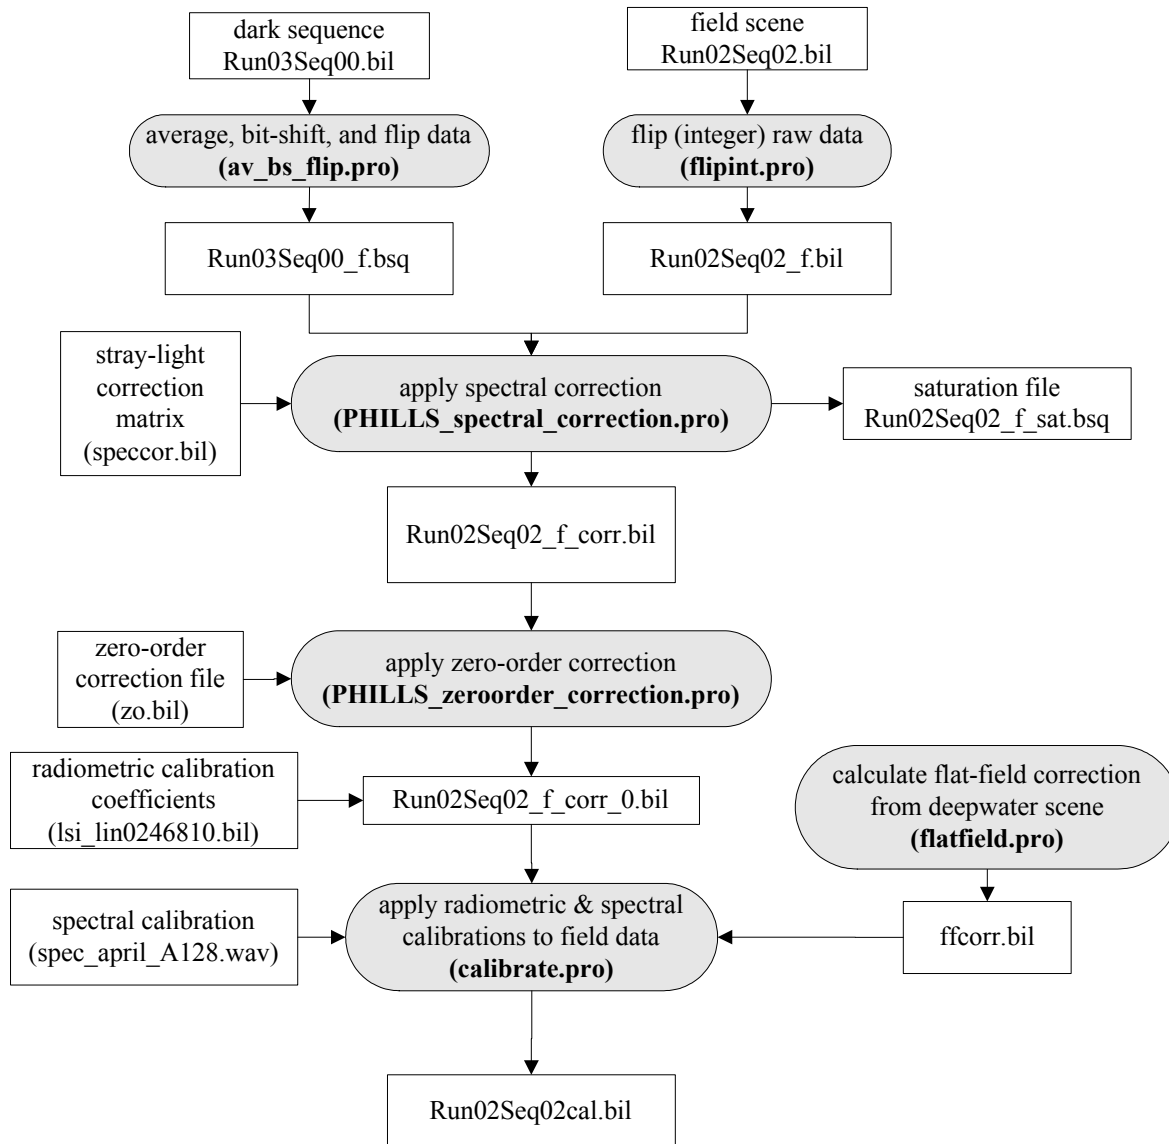 dark sequence
Run03Seq00.bil
field scene
Run02Seq02.bil
average, bit-shift, and flip data
(av_bs_flip.pro)
flip (integer) raw data
(flipint.pro)
Run03Seq00_f.bsq
Run02Seq02_f.bil
stray-light
correction
matrix
(speccor.bil)
apply spectral correction
(PHILLS_spectral_correction.pro)
saturation file
Run02Seq02_f_sat.bsq
Run02Seq02_f_corr.bil
zero-order
correction file
(zo.bil)
apply zero-order correction
(PHILLS_zeroorder_correction.pro)
radiometric calibration
coefficients
(lsi_lin0246810.bil)
Run02Seq02_f_corr_0.bil
calculate flat-field correction
from deepwater scene
(flatfield.pro)
spectral calibration
(spec_april_A128.wav)
apply radiometric & spectral
calibrations to field data
(calibrate.pro)
ffcorr.bil
Run02Seq02cal.bil